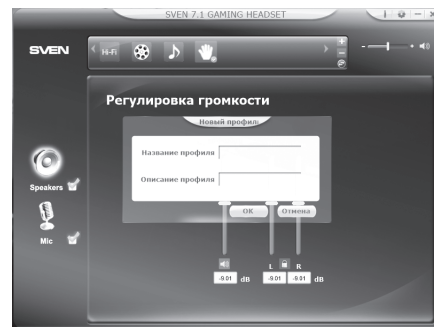 SVEN 7.1 GAMING HEADSET
SVEN
Hi-Fi
Регулировка громкости
Новый профиль
Название профиля
Описание профиля
OK
Отмена
Speakers
Mic
L
R
-9.01 dB
-9.01
-9.01 dB